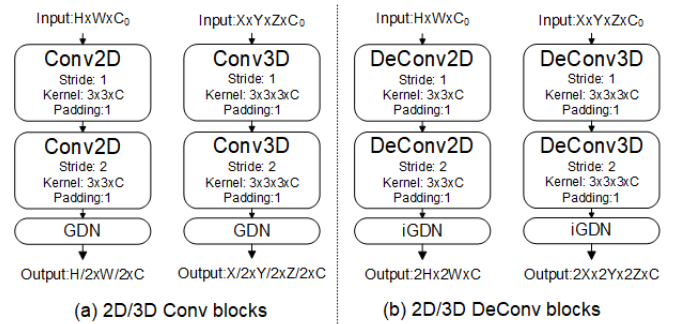 Input:HxWxC₀
Conv2D
Stride: 1
Kernel: 3x3xC
Padding:1
Conv2D
Stride: 2
Kernel: 3x3xC
Padding:1
GDN
Output:H/2xW/2xC
Input:XxYxZxC₀
Conv3D
Stride: 1
Kernel: 3x3x3xC
Padding:1
Conv3D
Stride: 2
Kernel: 3x3x3xC
Padding:1
GDN
Output:X/2xY/2xZ/2xC
(a) 2D/3D Conv blocks
Input:HxWxC₀
DeConv2D
Stride: 1
Kernel: 3x3xC
Padding:1
DeConv2D
Stride: 2
Kernel: 3x3xC
Padding:1
iGDN
Output:2Hx2WxC
Input:XxYxZxC₀
DeConv3D
Stride: 1
Kernel: 3x3x3xC
Padding:1
DeConv3D
Stride: 2
Kernel: 3x3x3xC
Padding:1
iGDN
Output:2Xx2Yx2ZxC
(b) 2D/3D DeConv blocks